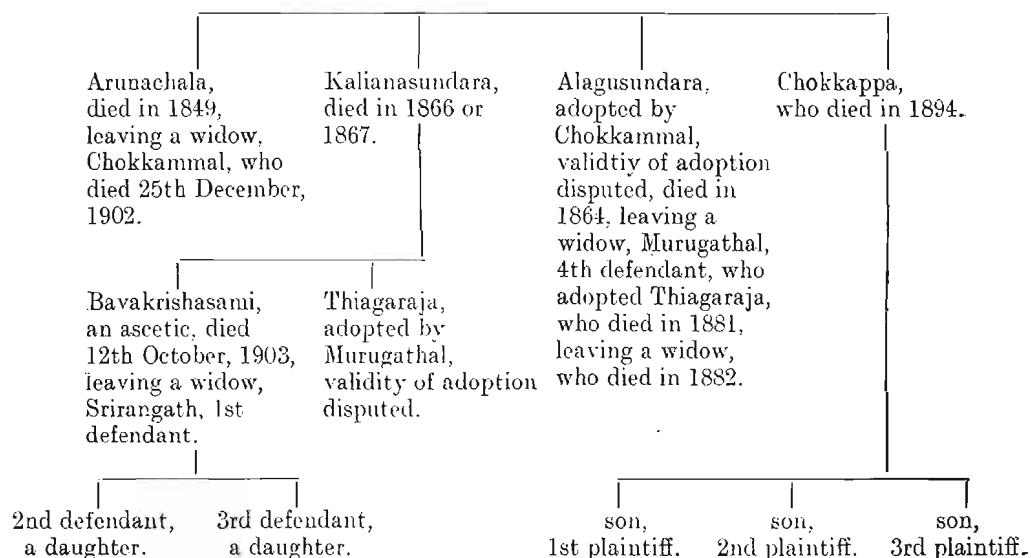 Arunachala,
died in 1849,
leaving a widow,
Chokkammal, who
died 25th December,
1902.
Kalianasundara,
died in 1866 or
1867.
Alagusundara,
adopted by
Chokkammal,
validtiy of adoption
disputed, died in
1864, leaving a
widow, Murugathal,
4th defendant, who
adopted Thiagaraja,
who died in 1881,
leaving a widow,
who died in 1882.
Chokkappa,
who died in 1894.
Bavakrishasami,
an ascetic, died
12th October, 1903,
leaving a widow,
Srirangath, 1st
defendant.
Thiagaraja,
adopted by
Murugathal,
validity of adoption
disputed.
2nd defendant,
a daughter.
3rd defendant,
a daughter.
son,
1st plaintiff.
son,
2nd plaintiff.
son,
3rd plaintiff.